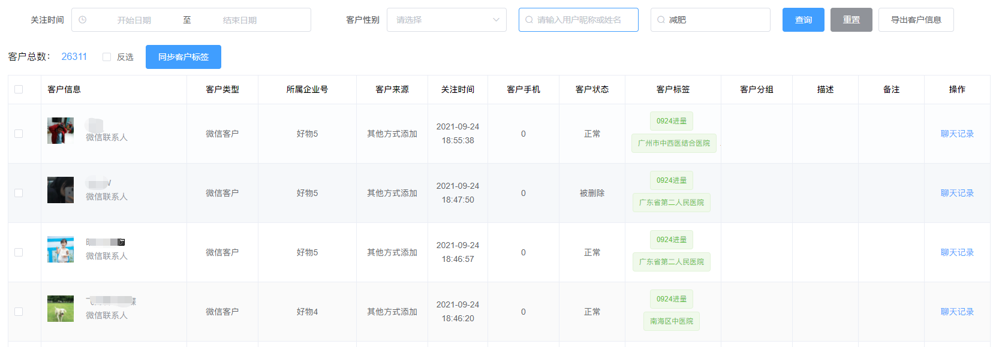 关注时间 开始日期 至 结束日期 客户性别 请选择 请输入用户昵称或姓名 减肥 查询 重置 导出客户信息
客户总数： 26311 反选 同步客户标签
客户信息 客户类型 所属企业号 客户来源 关注时间 客户手机 客户状态 客户标签 客户分组 描述 备注 操作
微信联系人 微信客户 好物5 其他方式添加 2021-09-24 18:55:38 0 正常 0924进量 广州市中西医结合医院 聊天记录
微信联系人 微信客户 好物5 其他方式添加 2021-09-24 18:47:50 0 被删除 0924进量 广东省第二人民医院 聊天记录
微信联系人 微信客户 好物5 其他方式添加 2021-09-24 18:46:57 0 正常 0924进量 广东省第二人民医院 聊天记录
微信联系人 微信客户 好物4 其他方式添加 2021-09-24 18:46:20 0 正常 0924进量 南海区中医院 聊天记录